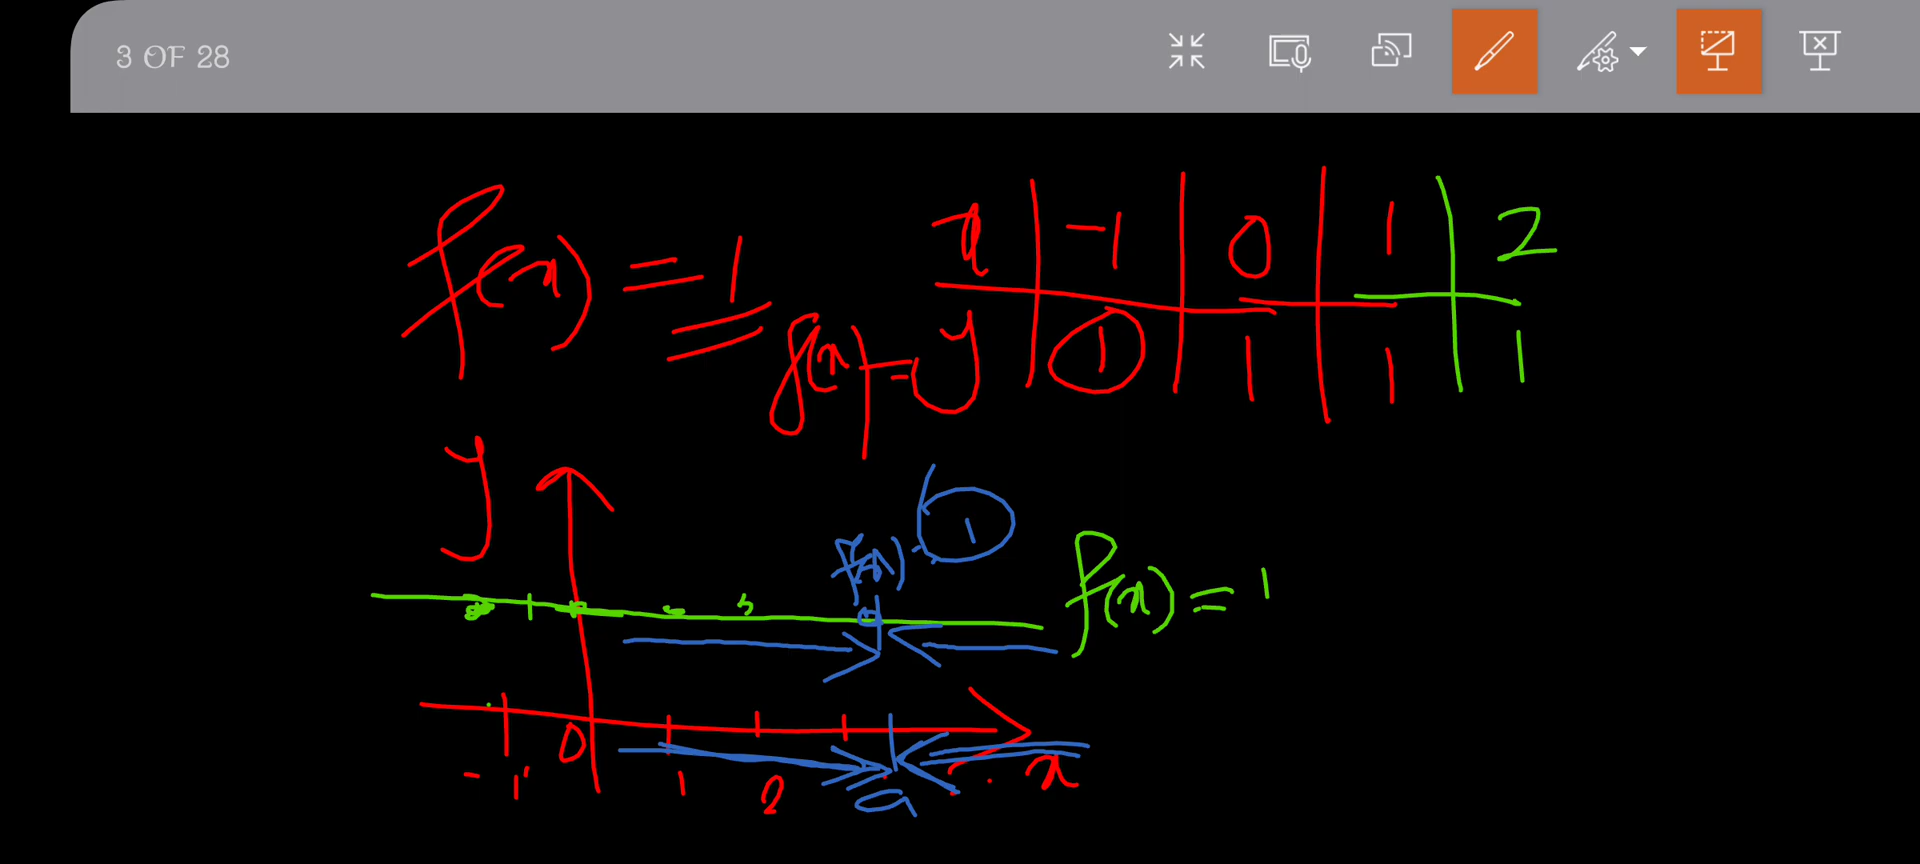 3 OF 28
f(x) = 1
x | -1 | 0 | 1 | 2
f(x) = y | 1 | 1 | 1 | 1
y
f(x) 1
f(x) = 1
-1 0 1 2 a x